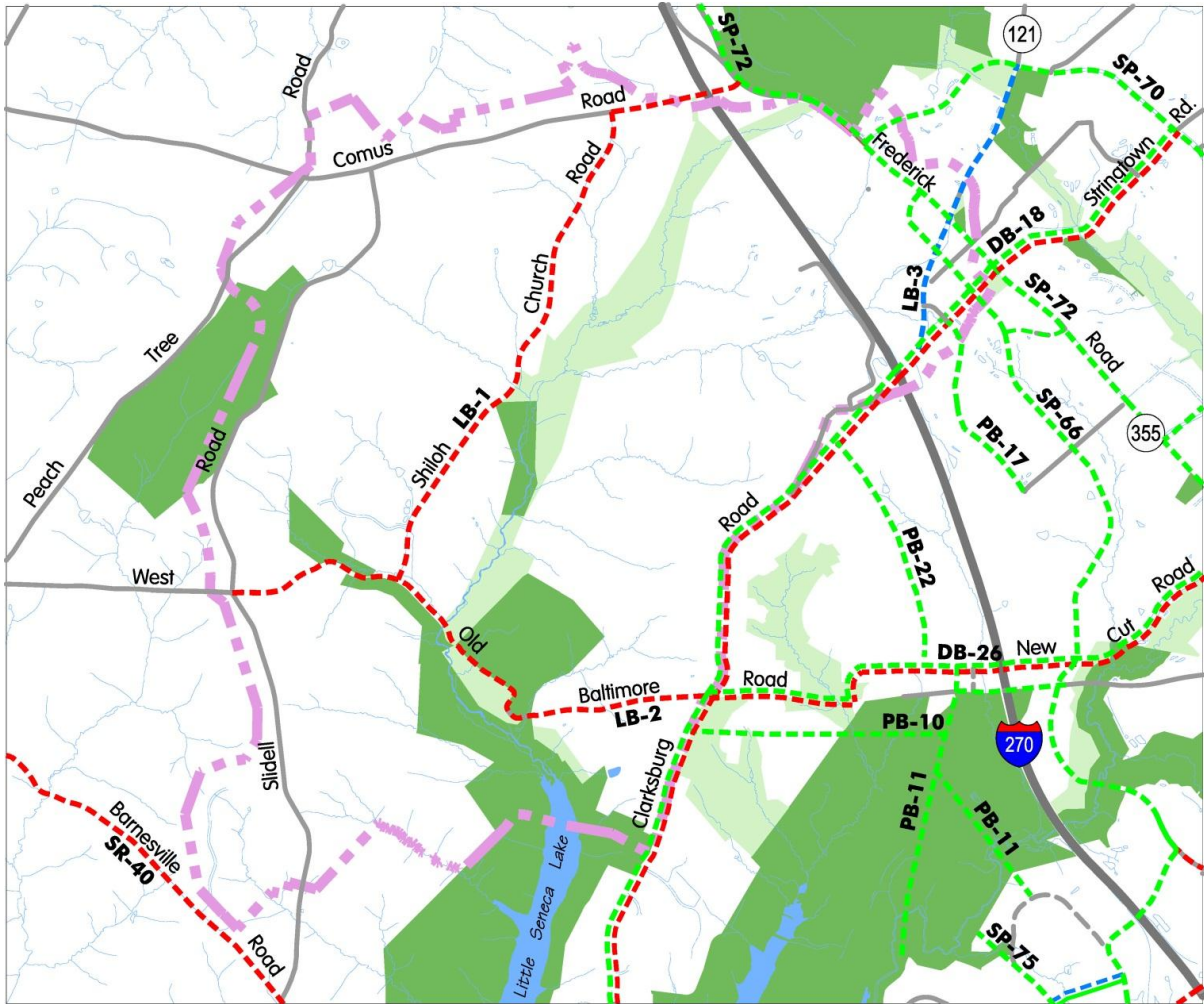 SP-72
121
Road
SP-70
Road
Rd.
Comus
Frederick
Stringtown
Road
DB-18
Church
LB-3
SP-72
Tree
Road
LB-1
SP-66
355
Shiloh
Road
PB-17
Peach
Road
PB-22
West
Road
Old
Cut
New
DB-26
Baltimore
Road
LB-2
PB-10
Slidell
270
Clarksburg
PB-11
PB-11
Barnesville
SR-40
Little Seneca Lake
Road
SP-75